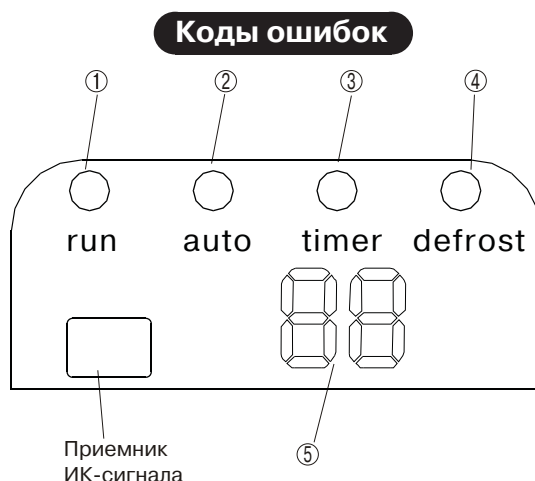 Коды ошибок
① ② ③ ④
run auto timer defrost
88
Приемник
ИК-сигнала
⑤